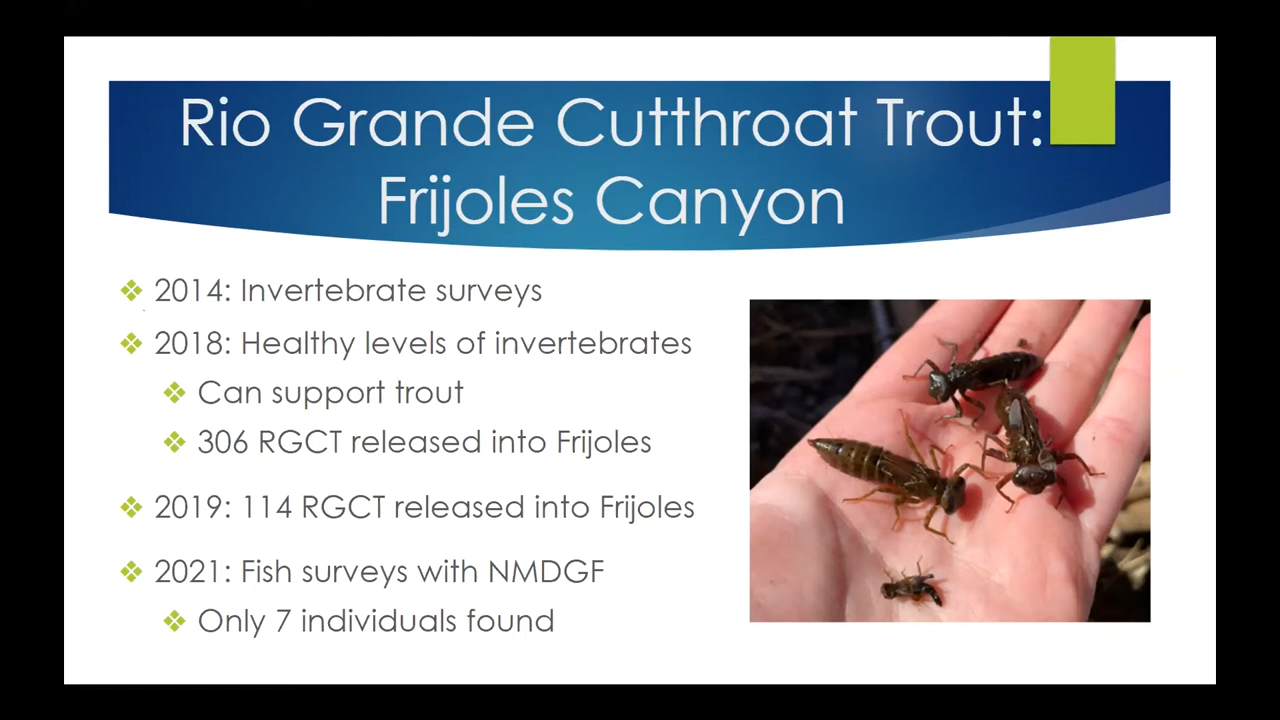 Rio Grande Cutthroat Trout:
Frijoles Canyon
2014: Invertebrate surveys
2018: Healthy levels of invertebrates
Can support trout
306 RGCT released into Frijoles
2019: 114 RGCT released into Frijoles
2021: Fish surveys with NMDGF
Only 7 individuals found